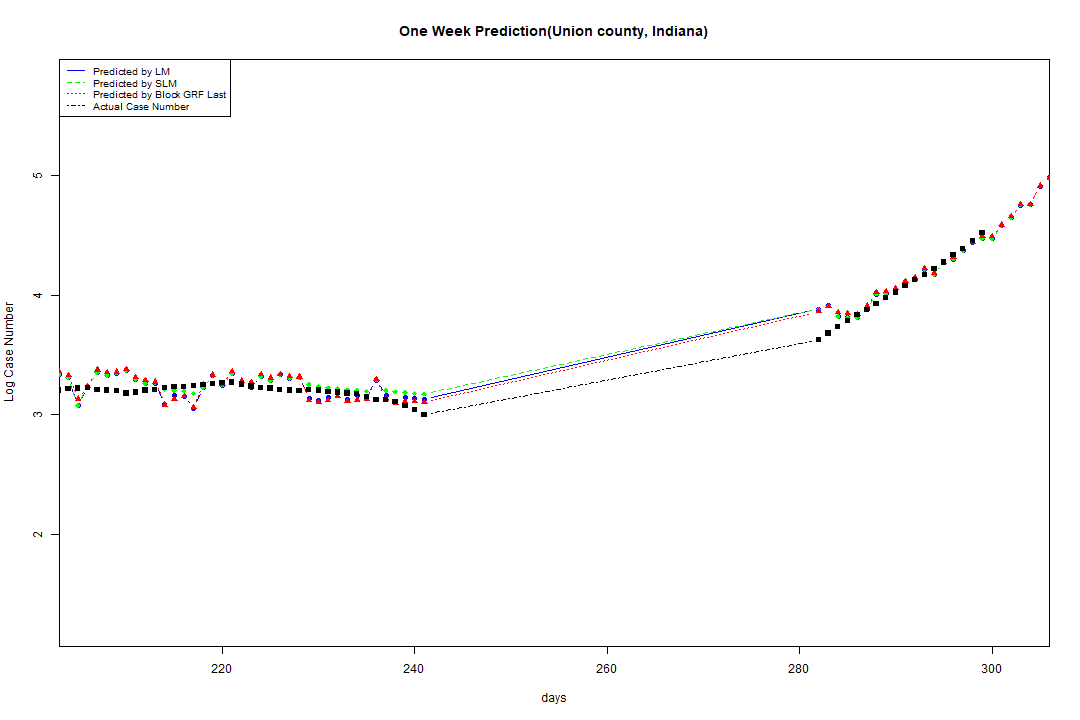 One Week Prediction(Union county, Indiana)
Predicted by LM
Predicted by SLM
Predicted by Block GRF Last
Actual Case Number
5
4
3
2
Log Case Number
220 240 260 280 300
days